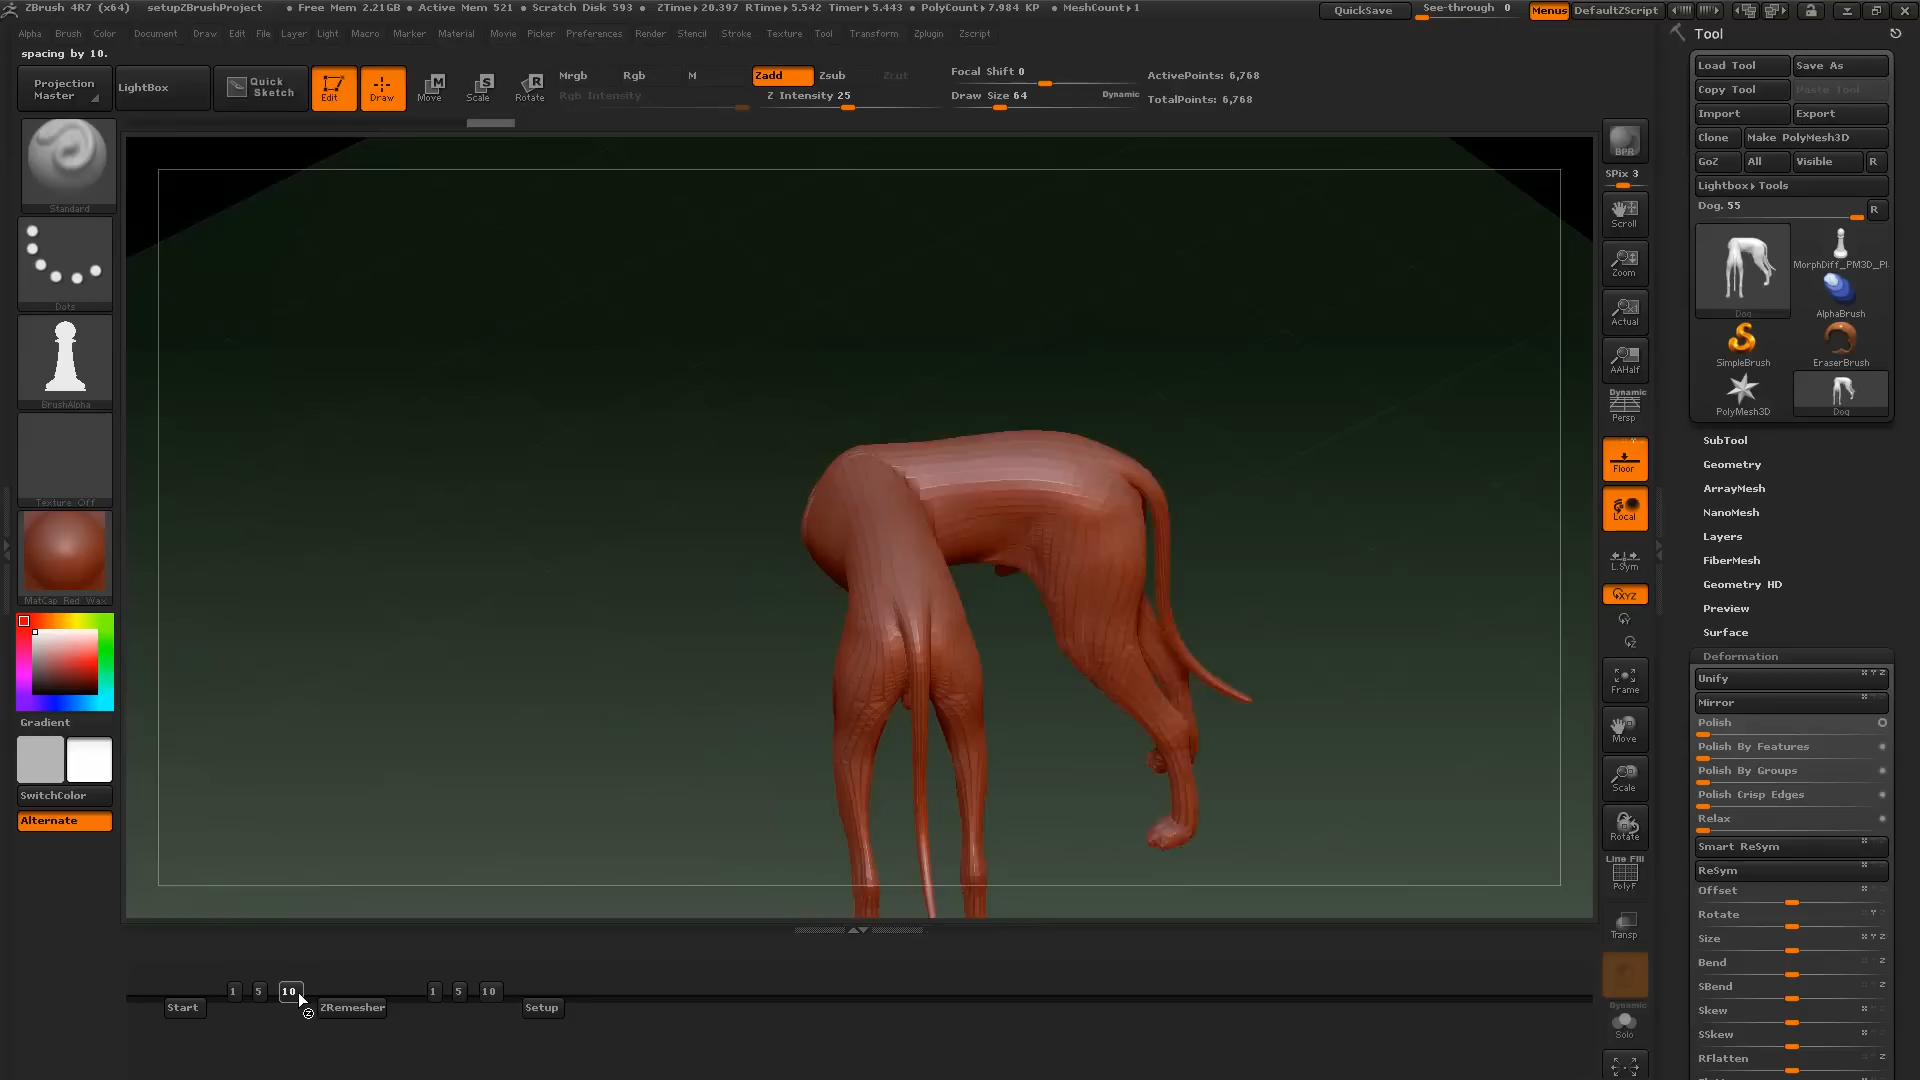 ZBrush 4R7 (x64) setupZBrushProject • Free Mem 2.21GB • Active Mem 521 • Scratch Disk 593 • ZTime▸20.397 RTime▸5.542 Timer▸5.443 • PolyCount▸7.984 KP • MeshCount▸1
QuickSave See-through 0 Menus DefaultZScript
Alpha Brush Color Document Draw Edit File Layer Light Macro Marker Material Movie Picker Preferences Render Stencil Stroke Texture Tool Transform Zplugin Zscript
spacing by 10.
Projection Master
LightBox
Quick Sketch
Edit
Draw
Move
Scale
Rotate
Mrgb Rgb M
Rgb Intensity
Zadd Zsub Zcut
Z Intensity 25
Focal Shift 0
Draw Size 64 Dynamic
ActivePoints: 6,768
TotalPoints: 6,768
Standard
Dots
BrushAlpha
Texture Off
MatCap Red Wax
Gradient
SwitchColor
Alternate
BPR
SPix 3
Scroll
Zoom
Actual
AAHalf
Dynamic
Persp
Floor
Local
L.Sym
XYZ
Frame
Move
Scale
Rotate
Line Fill
PolyF
Transp
Dynamic
Solo
Tool
Load Tool Save As
Copy Tool Paste Tool
Import Export
Clone Make PolyMesh3D
GoZ All Visible R
Lightbox▸Tools
Dog. 55 R
Dog
MorphDiff_PM3D_Pl
AlphaBrush
SimpleBrush
EraserBrush
PolyMesh3D
Dog
SubTool
Geometry
ArrayMesh
NanoMesh
Layers
FiberMesh
Geometry HD
Preview
Surface
Deformation
Unify
Mirror
Polish
Polish By Features
Polish By Groups
Polish Crisp Edges
Relax
Smart ReSym
ReSym
Offset
Rotate
Size
Bend
SBend
Skew
SSkew
RFlatten
1 5 10 1 5 10
Start ZRemesher Setup